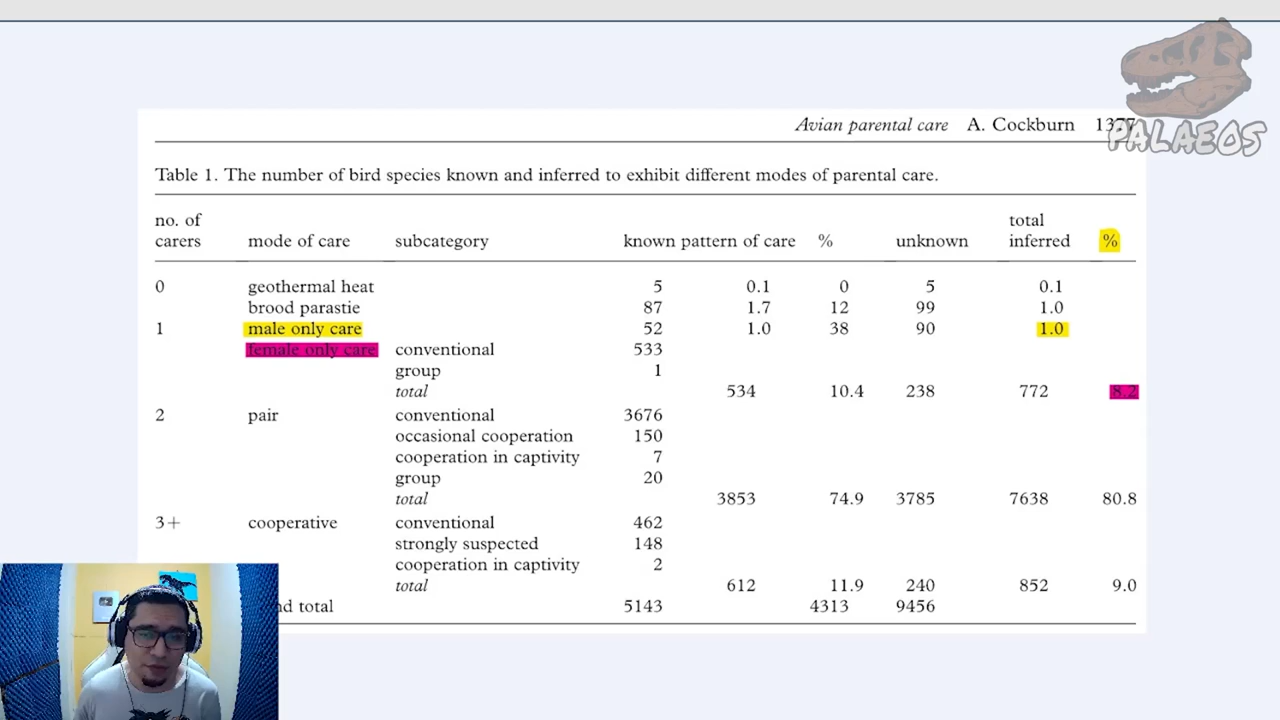 Avian parental care A. Cockburn 1377
PALAEOS
Table 1. The number of bird species known and inferred to exhibit different modes of parental care.
no. of carers mode of care subcategory known pattern of care % unknown total inferred %
0 geothermal heat 5 0.1 0 5 0.1
brood parastie 87 1.7 12 99 1.0
1 male only care 52 1.0 38 90 1.0
female only care conventional 533
group 1
total 534 10.4 238 772 8.2
2 pair conventional 3676
occasional cooperation 150
cooperation in captivity 7
group 20
total 3853 74.9 3785 7638 80.8
3+ cooperative conventional 462
strongly suspected 148
cooperation in captivity 2
total 612 11.9 240 852 9.0
total 5143 4313 9456